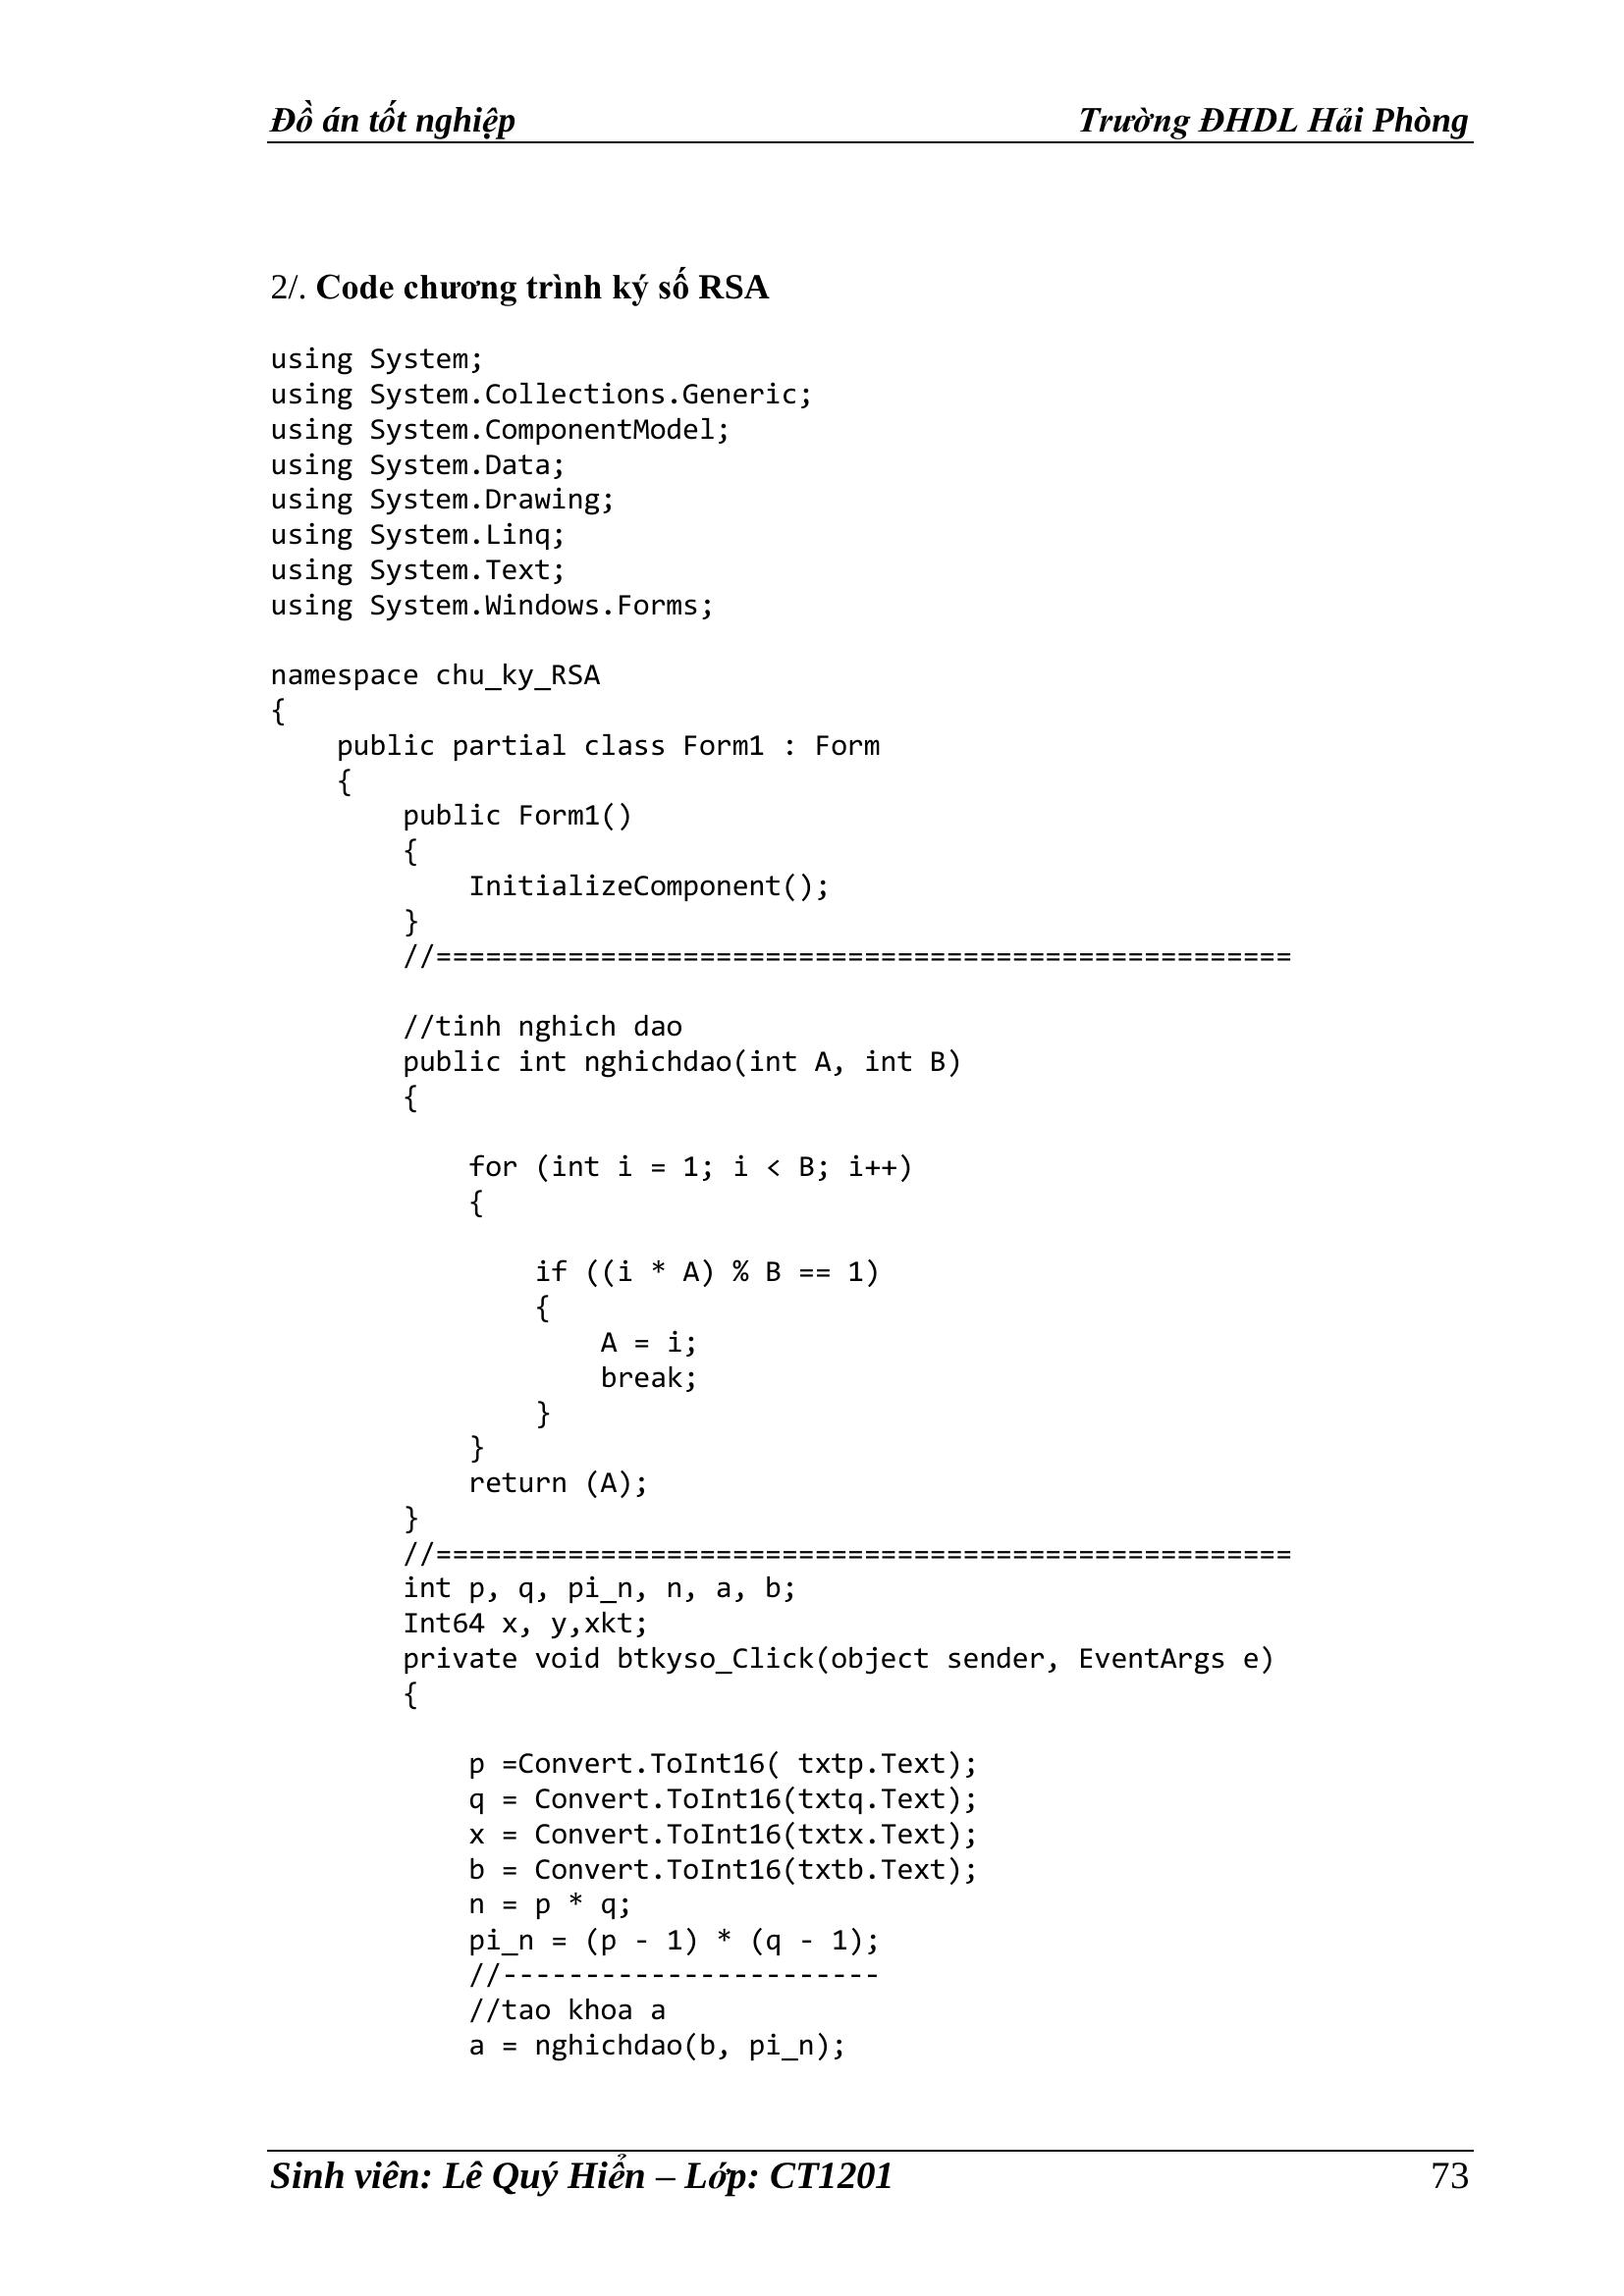 Đồ án tốt nghiệp Trường ĐHDL Hải Phòng
2/. Code chương trình ký số RSA
using System;
using System.Collections.Generic;
using System.ComponentModel;
using System.Data;
using System.Drawing;
using System.Linq;
using System.Text;
using System.Windows.Forms;
namespace chu_ky_RSA
{
    public partial class Form1 : Form
    {
        public Form1()
        {
            InitializeComponent();
        }
        //====================================================
        //tinh nghich dao
        public int nghichdao(int A, int B)
        {
            for (int i = 1; i < B; i++)
            {
                if ((i * A) % B == 1)
                {
                    A = i;
                    break;
                }
            }
            return (A);
        }
        //====================================================
        int p, q, pi_n, n, a, b;
        Int64 x, y,xkt;
        private void btkyso_Click(object sender, EventArgs e)
        {
            p =Convert.ToInt16( txtp.Text);
            q = Convert.ToInt16(txtq.Text);
            x = Convert.ToInt16(txtx.Text);
            b = Convert.ToInt16(txtb.Text);
            n = p * q;
            pi_n = (p - 1) * (q - 1);
            //-----------------------
            //tao khoa a
            a = nghichdao(b, pi_n);
Sinh viên: Lê Quý Hiển – Lớp: CT1201 73